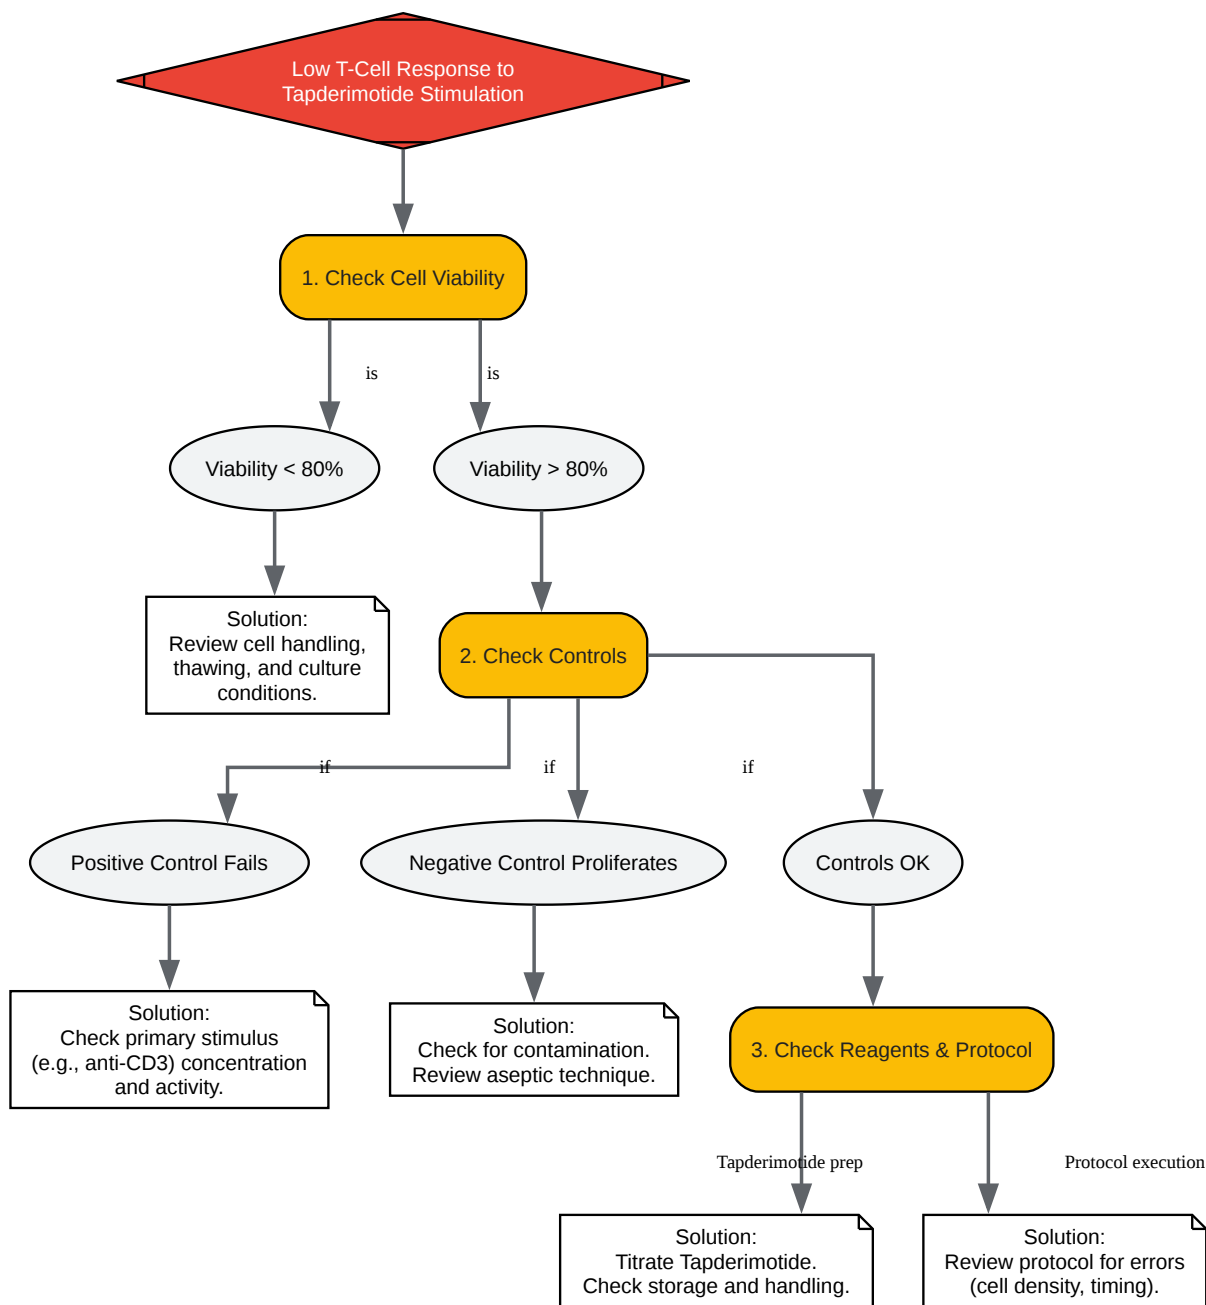 Low T-Cell Response to
Tapderimotide Stimulation
1. Check Cell Viability
is
is
Viability < 80%
Viability > 80%
Solution:
Review cell handling,
thawing, and culture
conditions.
2. Check Controls
if
if
if
Positive Control Fails
Negative Control Proliferates
Controls OK
Solution:
Check primary stimulus
(e.g., anti-CD3) concentration
and activity.
Solution:
Check for contamination.
Review aseptic technique.
3. Check Reagents & Protocol
Tapderimotide prep
Protocol execution
Solution:
Titrate Tapderimotide.
Check storage and handling.
Solution:
Review protocol for errors
(cell density, timing).